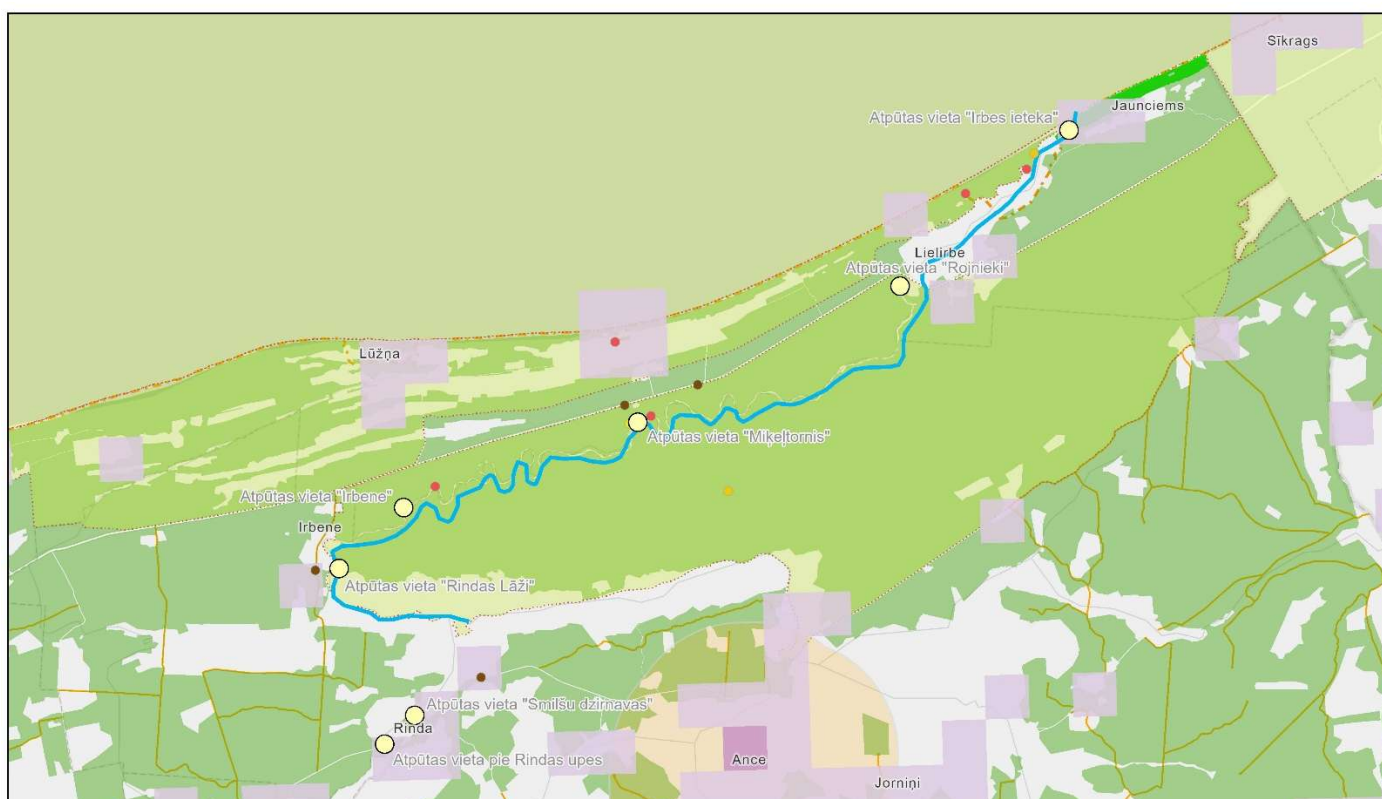 Sīkrags
Jaunciems
Atpūtas vieta "Irbes ieteka"
Lielirbe
Atpūtas vieta "Rojnieki"
Lūžņa
Atpūtas vieta "Miķeļtornis"
Atpūtas vieta "Irbene"
Irbene
Atpūtas vieta "Rindas Lāži"
Atpūtas vieta "Smilšu dzirnavas"
Rinda
Atpūtas vieta pie Rindas upes
Ance
Jorniņi